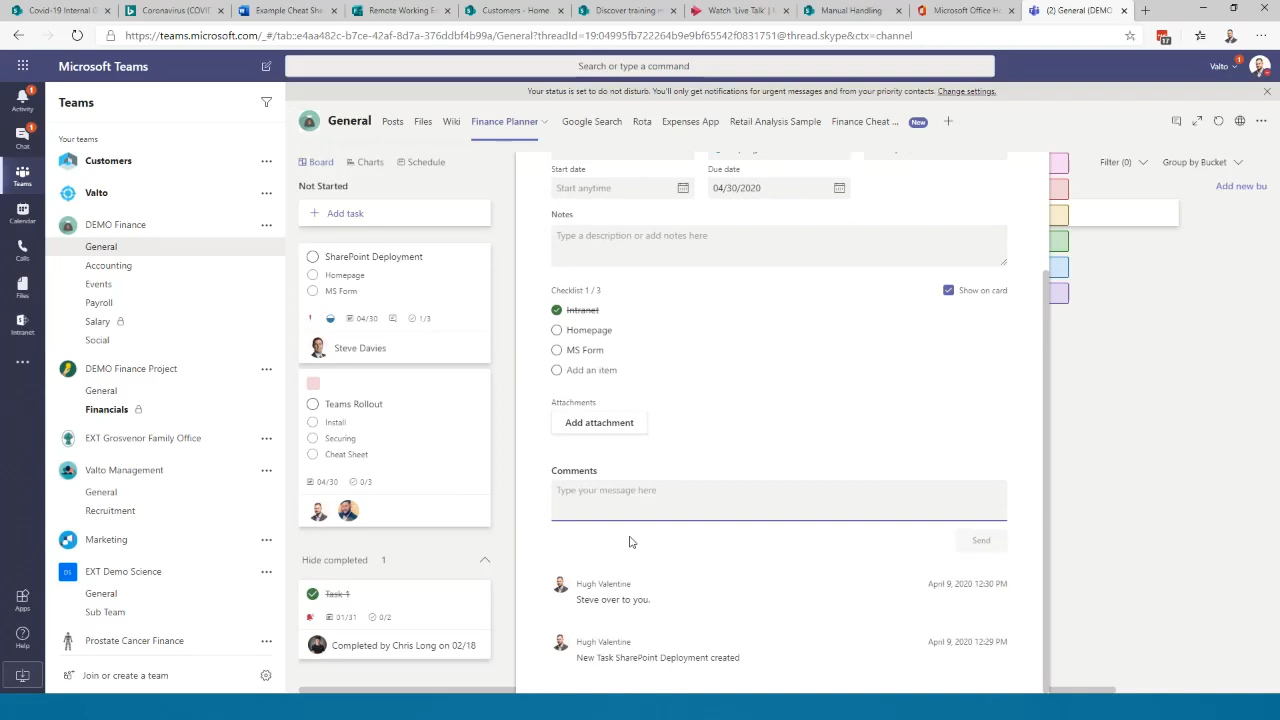 Covid-19 Internal G
Coronavirus (COVI
Example Cheat She
Remote Working E
Customers - Home
Discover training m
Watch 'Live Talk' | M
Manual Handling
Microsoft Office Ho
(2) General (DEMO
https://teams.microsoft.com/_#/tab:e4aa482c-b7ce-42af-8d7a-376ddbf4b99a/General?threadId=19:04995fb722264b9e9bf65542f0831751@thread.skype&ctx=channel
17
Microsoft Teams
Search or type a command
Valto
Your status is set to do not disturb. You'll only get notifications for urgent messages and from your priority contacts. Change settings.
1
Activity
1
Chat
Teams
Calendar
Calls
Files
Intranet
Apps
Help
Teams
Your teams
Customers
Valto
DEMO Finance
General
Accounting
Events
Payroll
Salary
Social
DEMO Finance Project
General
Financials
EXT Grosvenor Family Office
Valto Management
General
Recruitment
Marketing
DS
EXT Demo Science
General
Sub Team
Prostate Cancer Finance
Join or create a team
General
Posts
Files
Wiki
Finance Planner
Google Search
Rota
Expenses App
Retail Analysis Sample
Finance Cheat ...
New
Board
Charts
Schedule
Filter (0)
Group by Bucket
Not Started
Add new bu
Add task
SharePoint Deployment
Homepage
MS Form
04/30
1/3
Steve Davies
Teams Rollout
Install
Securing
Cheat Sheet
04/30
0/3
Hide completed 1
Task 1
01/31
0/2
Completed by Chris Long on 02/18
Start date
Due date
Start anytime
04/30/2020
Notes
Type a description or add notes here
Checklist 1 / 3
Show on card
Intranet
Homepage
MS Form
Add an item
Attachments
Add attachment
Comments
Type your message here
Send
Hugh Valentine
April 9, 2020 12:30 PM
Steve over to you.
Hugh Valentine
April 9, 2020 12:29 PM
New Task SharePoint Deployment created